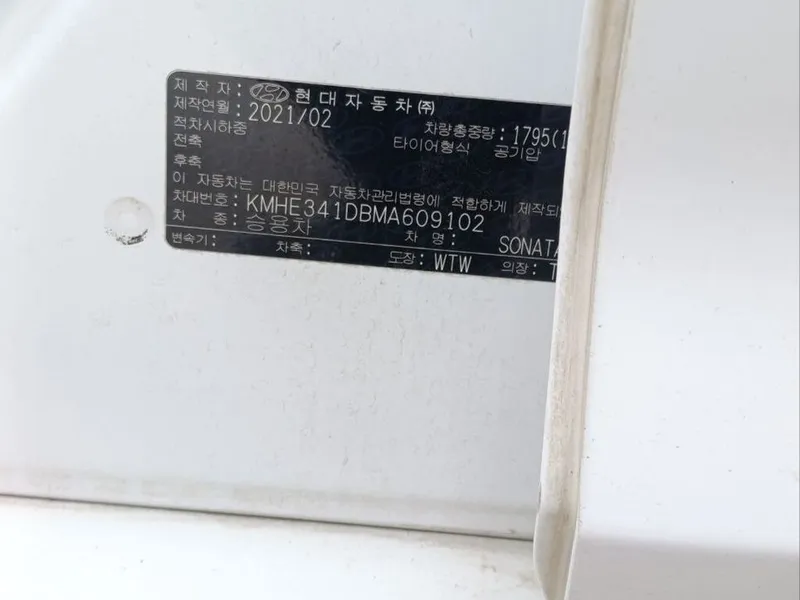 제 작 자 : 현 대 자 동 차 ㈜
제작연월 : 2021/02 차량총중량 : 1795(1
적차시하중 타이어형식 공기압
전축
후축
이 자동차는 대한민국 자동차관리법령에 적합하게 제작되
차대번호 : KMHE341DBMA609102
차 종 : 승용차 차 명 : SONATA
변속기 : 차축 : 도장 : WTW 의장 : T